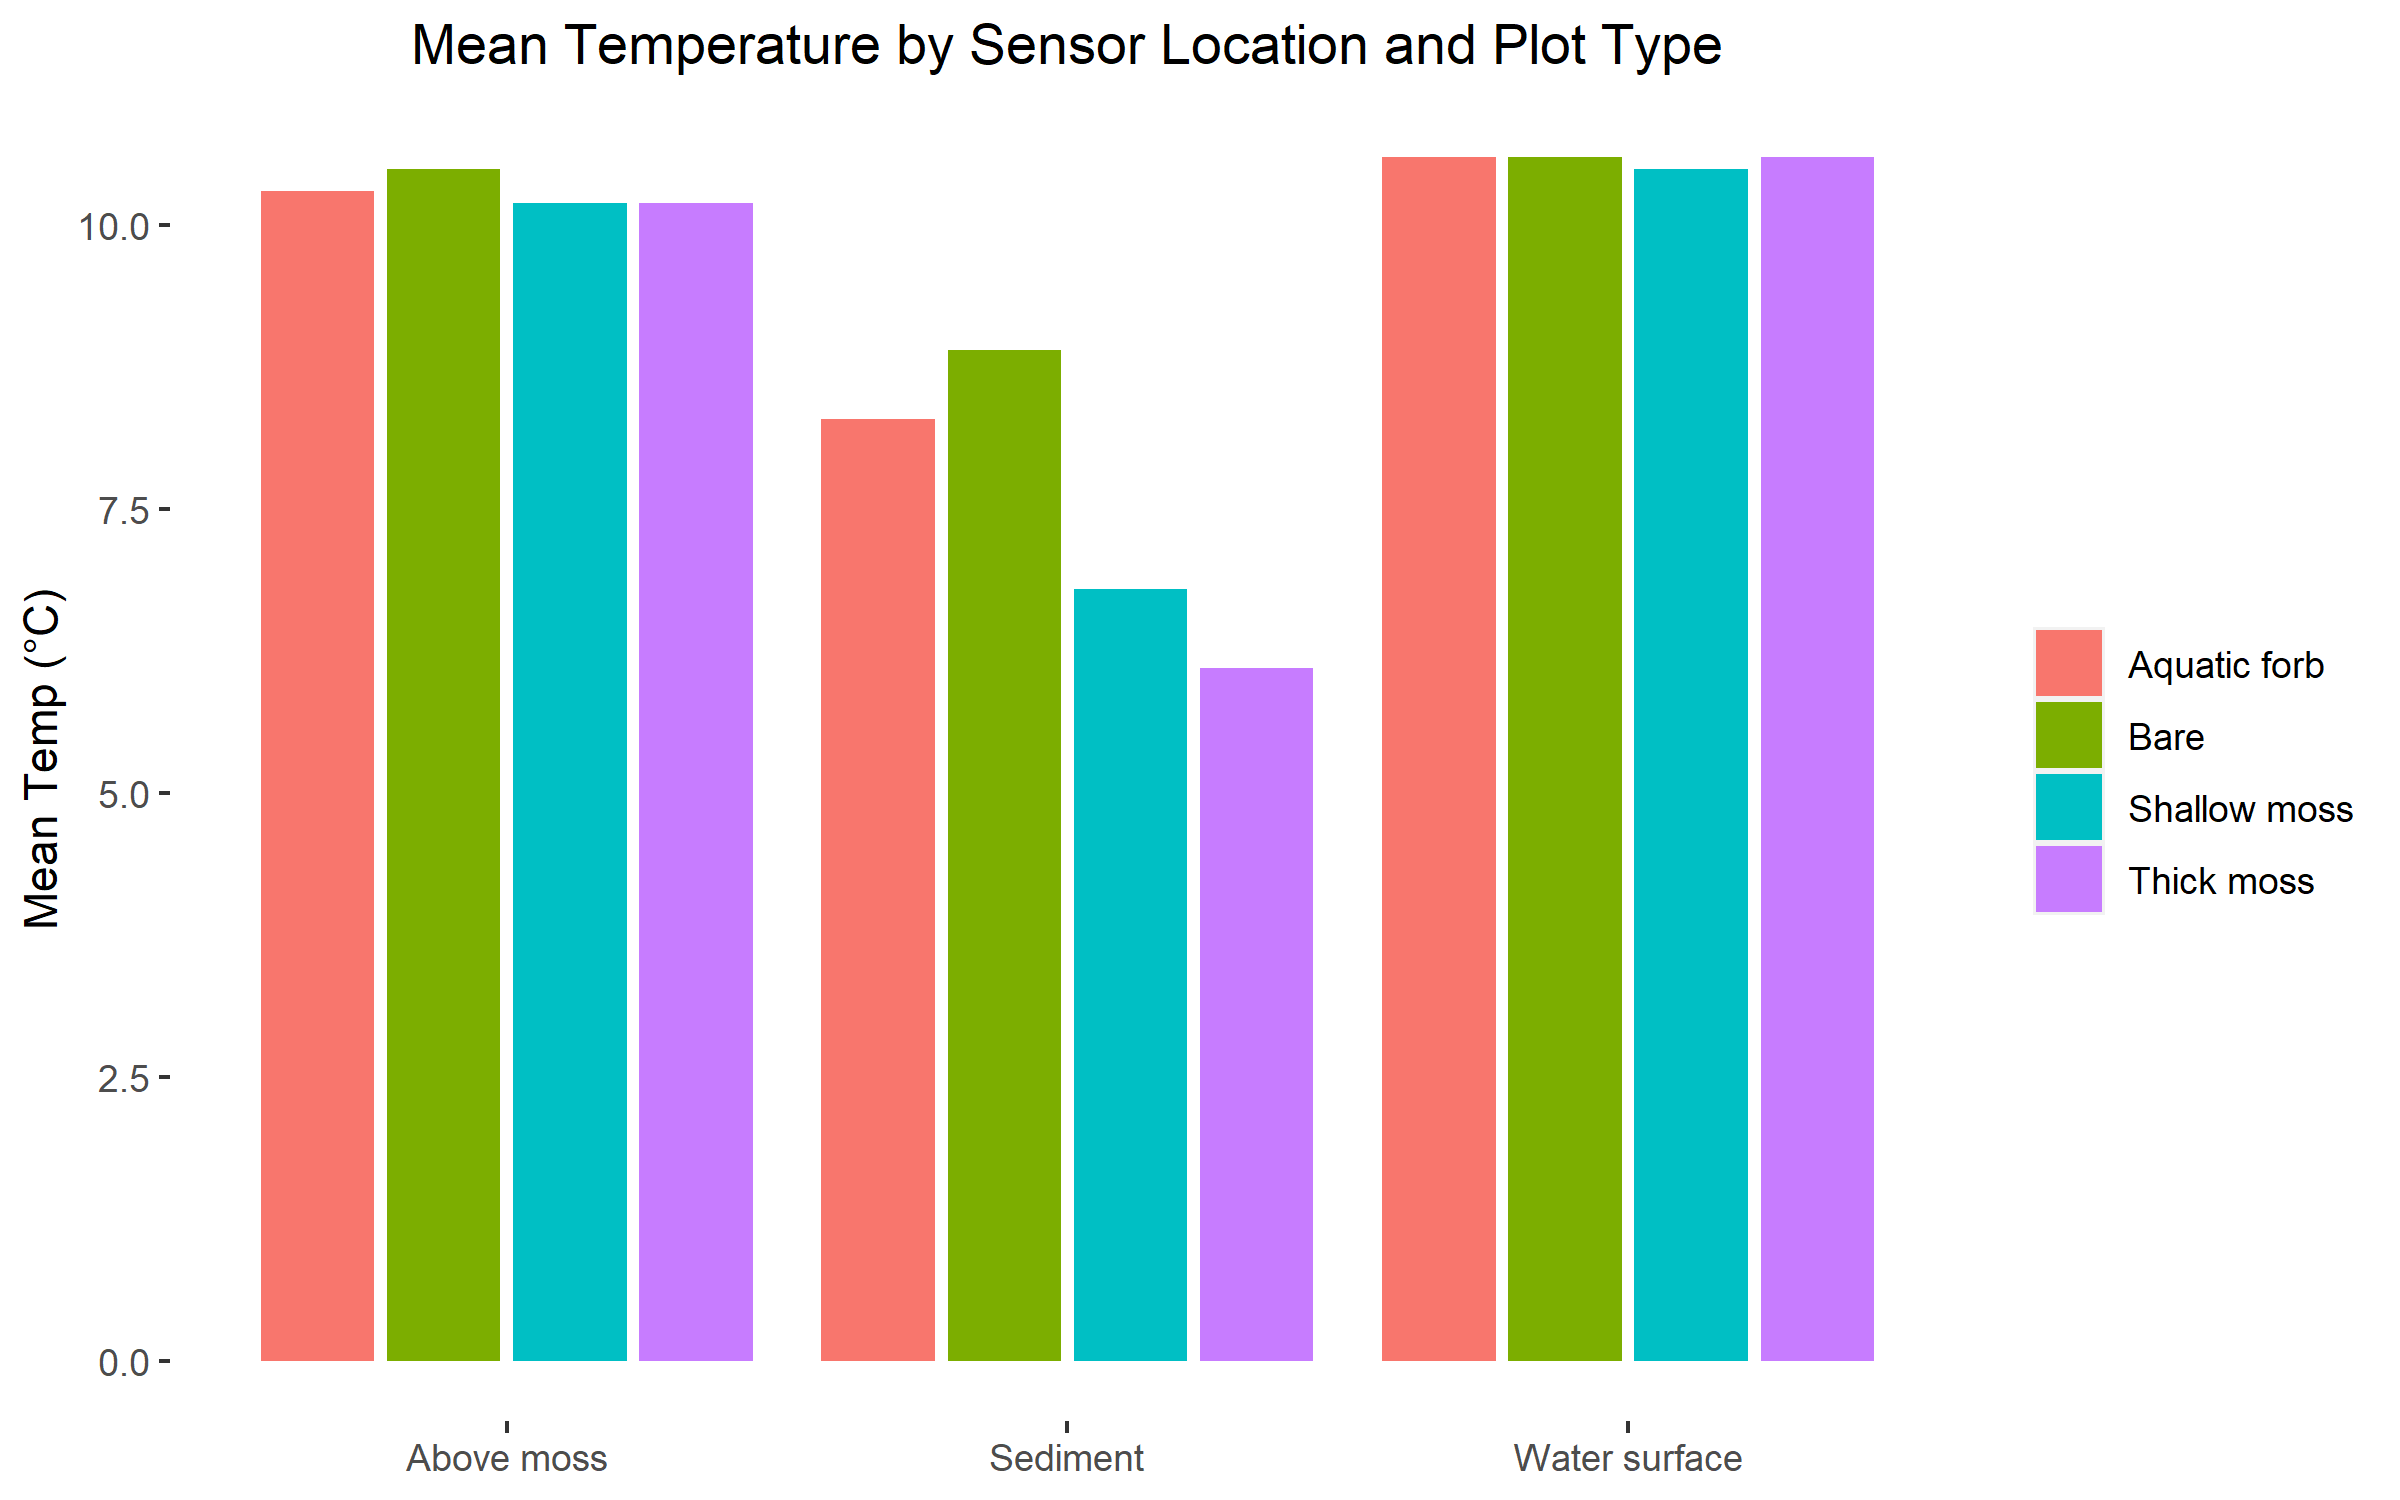 Mean Temperature by Sensor Location and Plot Type
Mean Temp (°C)
10.0
7.5
5.0
2.5
0.0
Above moss
Sediment
Water surface
Aquatic forb
Bare
Shallow moss
Thick moss